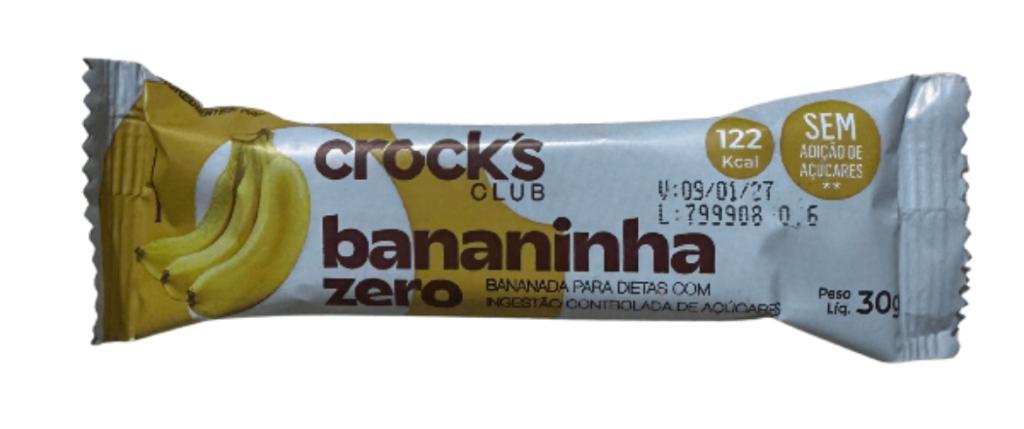 crock's
CLUB
bananinha
zero
BANANADA PARA DIETAS COM
INGESTÃO CONTROLADA DE AÇÚCARES
122
Kcal
SEM
ADIÇÃO DE
AÇÚCARES
**
V:09/01/27
L:799908 0,6
Peso
Líq. 30g